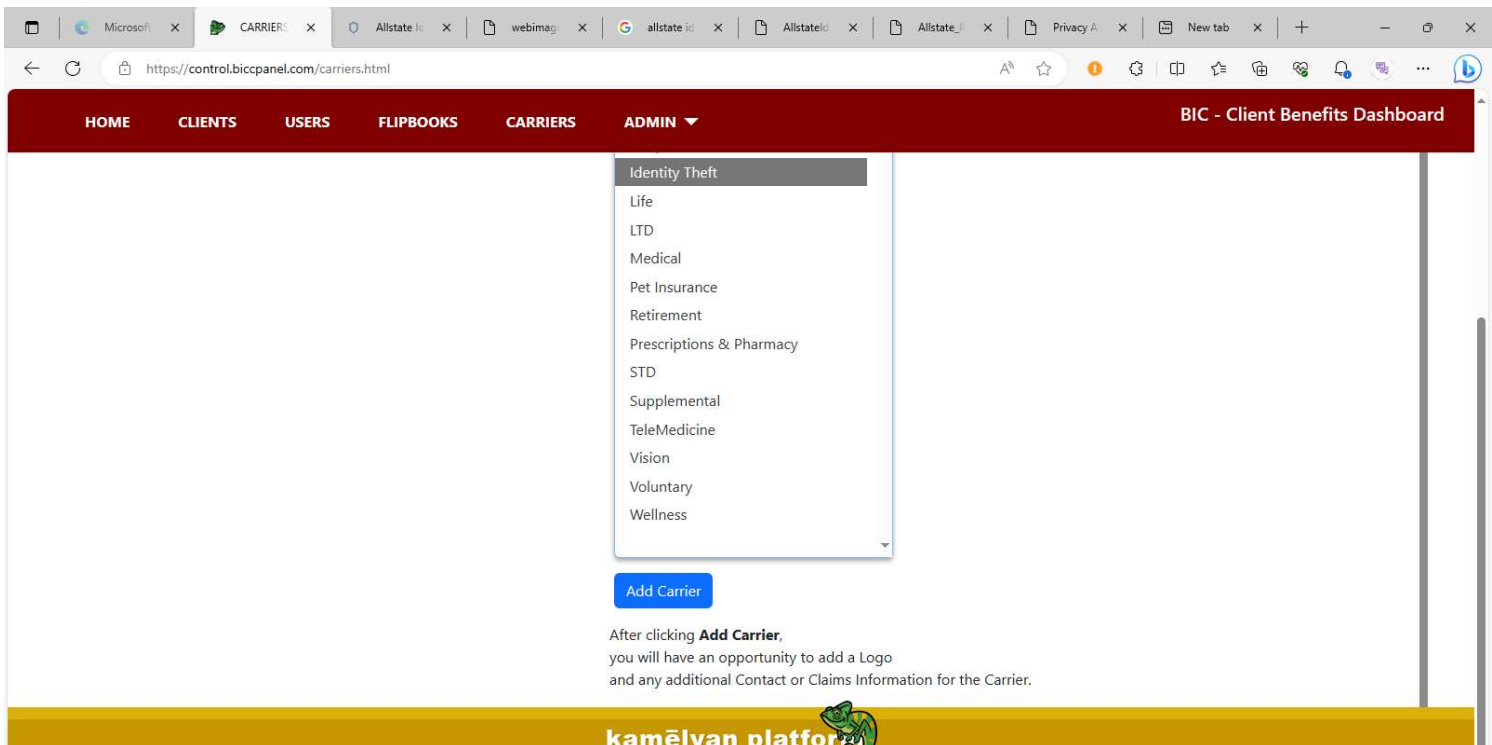 Microsoft
CARRIERS
Allstate Ic
webimag
allstate id
AllstateId
Allstate_I
Privacy A
New tab
https://control.biccpanel.com/carriers.html
HOME CLIENTS USERS FLIPBOOKS CARRIERS ADMIN
BIC - Client Benefits Dashboard
Identity Theft
Life
LTD
Medical
Pet Insurance
Retirement
Prescriptions & Pharmacy
STD
Supplemental
TeleMedicine
Vision
Voluntary
Wellness
Add Carrier
After clicking Add Carrier,
you will have an opportunity to add a Logo
and any additional Contact or Claims Information for the Carrier.
kamēlyan platfor